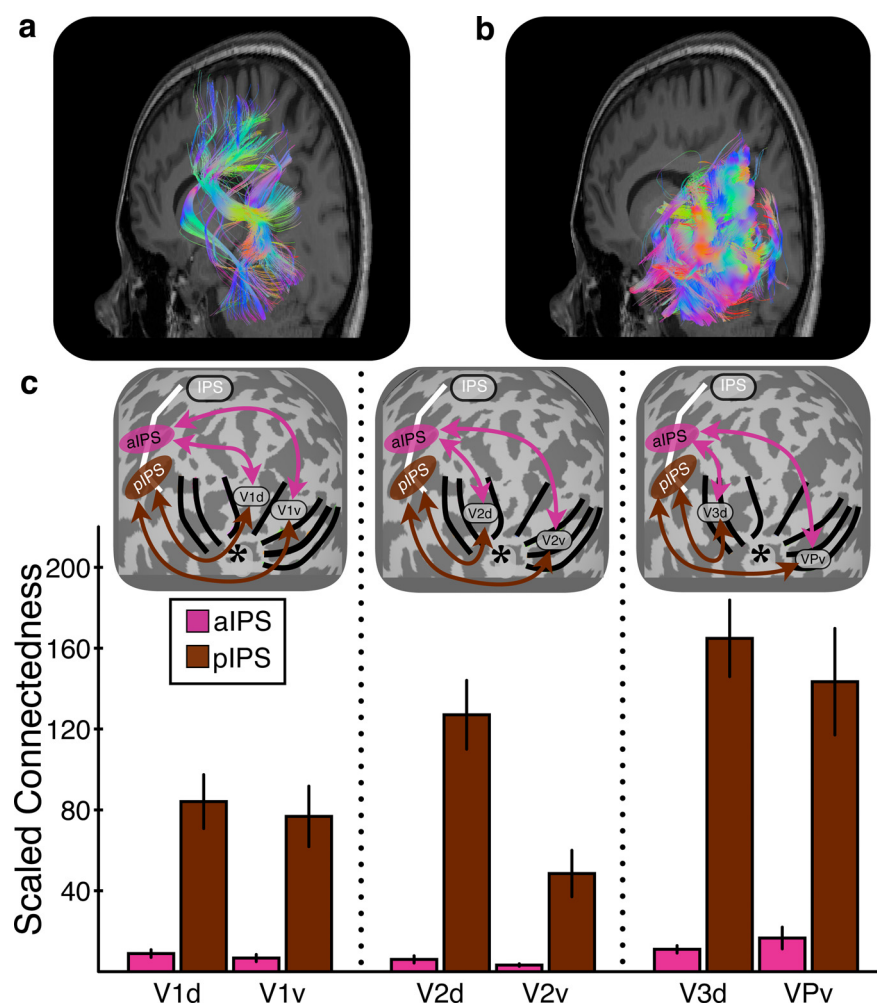 a
b
c
IPS
aIPS
pIPS
V1d
V1v
*
IPS
aIPS
pIPS
V2d
V2v
*
IPS
aIPS
pIPS
V3d
VPv
*
aIPS
pIPS
Scaled Connectedness
200
160
120
80
40
V1d
V1v
V2d
V2v
V3d
VPv